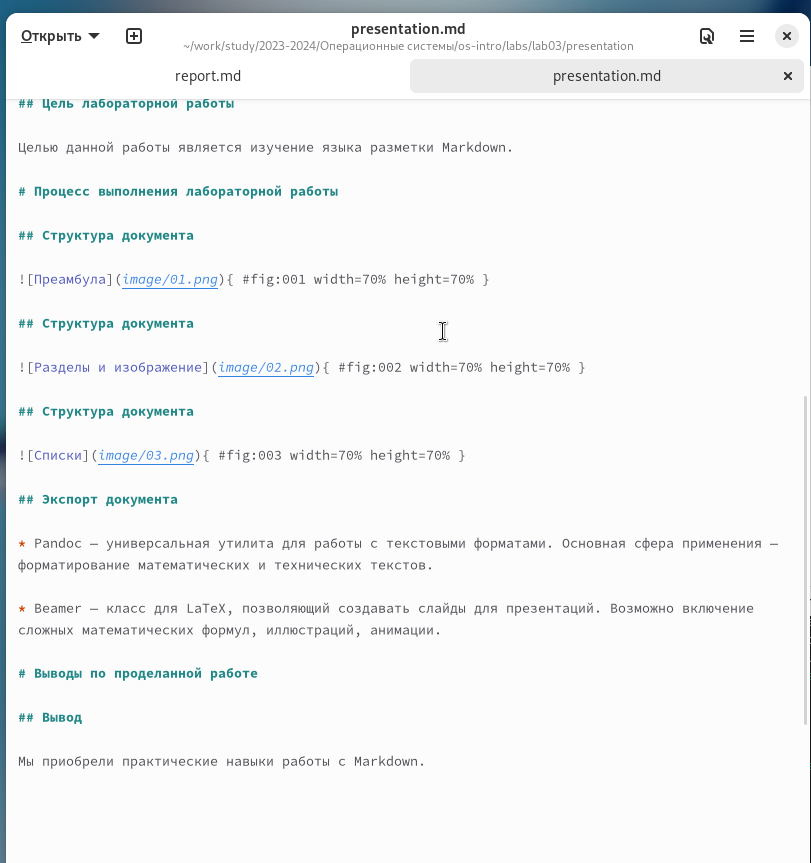 Открыть
presentation.md
~/work/study/2023-2024/Операционные системы/os-intro/labs/lab03/presentation
report.md
presentation.md
## Цель лабораторной работы
Целью данной работы является изучение языка разметки Markdown.
# Процесс выполнения лабораторной работы
## Структура документа
![Преамбула](image/01.png){ #fig:001 width=70% height=70% }
## Структура документа
![Разделы и изображение](image/02.png){ #fig:002 width=70% height=70% }
## Структура документа
![Списки](image/03.png){ #fig:003 width=70% height=70% }
## Экспорт документа
* Pandoc — универсальная утилита для работы с текстовыми форматами. Основная сфера применения —
форматирование математических и технических текстов.
* Beamer — класс для LaTeX, позволяющий создавать слайды для презентаций. Возможно включение
сложных математических формул, иллюстраций, анимации.
# Выводы по проделанной работе
## Вывод
Мы приобрели практические навыки работы с Markdown.